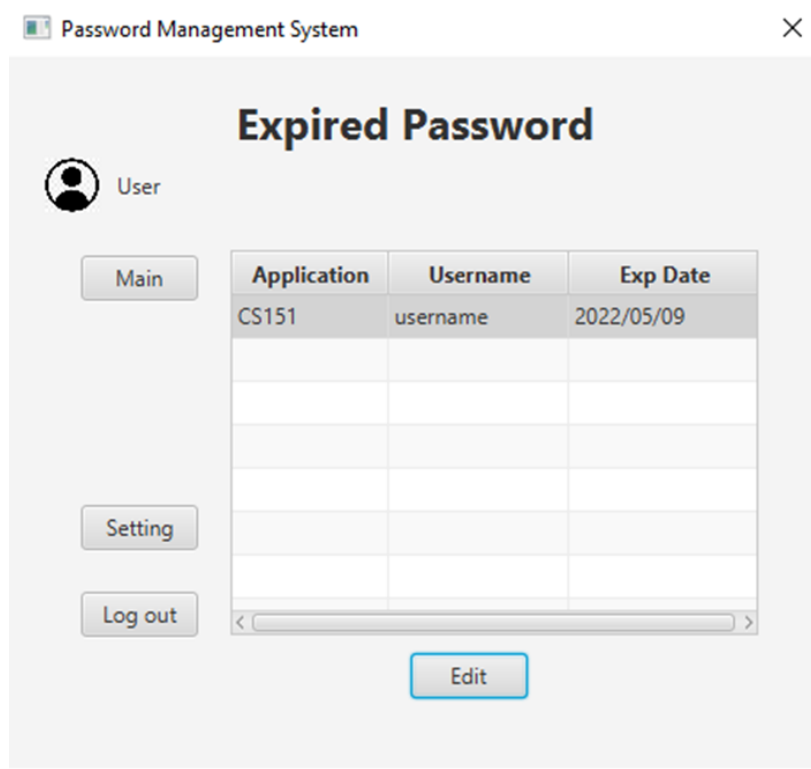 Password Management System
Expired Password
User
Main
Application Username Exp Date
CS151 username 2022/05/09
Setting
Log out
Edit